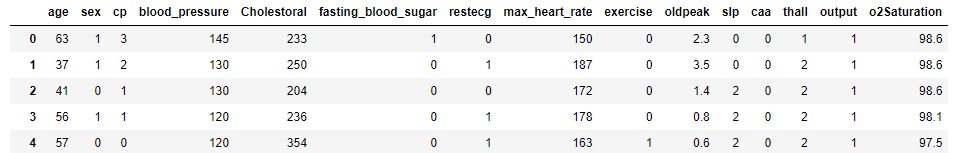 age sex cp blood_pressure Cholestoral fasting_blood_sugar restecg max_heart_rate exercise oldpeak slp caa thall output o2Saturation
0 63 1 3 145 233 1 0 150 0 2.3 0 0 1 1 98.6
1 37 1 2 130 250 0 1 187 0 3.5 0 0 2 1 98.6
2 41 0 1 130 204 0 0 172 0 1.4 2 0 2 1 98.6
3 56 1 1 120 236 0 1 178 0 0.8 2 0 2 1 98.1
4 57 0 0 120 354 0 1 163 1 0.6 2 0 2 1 97.5